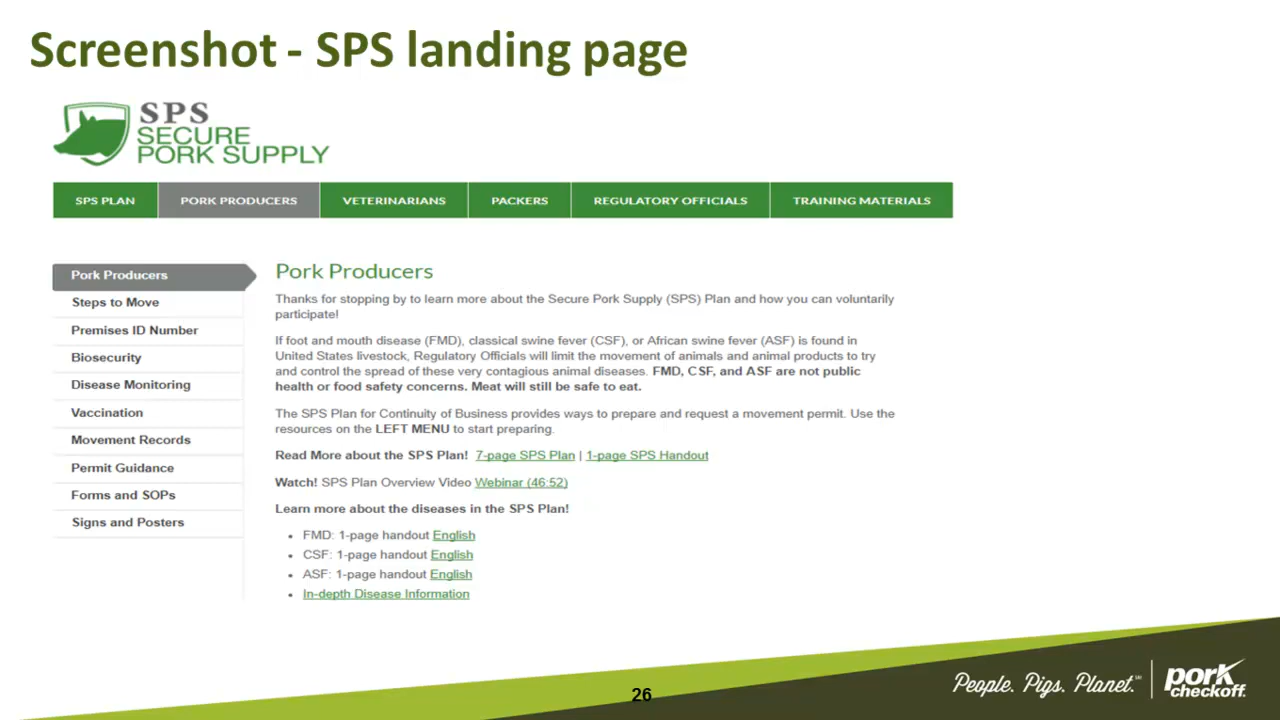 Screenshot - SPS landing page
SPS
SECURE
PORK SUPPLY
SPS PLAN
PORK PRODUCERS
VETERINARIANS
PACKERS
REGULATORY OFFICIALS
TRAINING MATERIALS
Pork Producers
Steps to Move
Premises ID Number
Biosecurity
Disease Monitoring
Vaccination
Movement Records
Permit Guidance
Forms and SOPs
Signs and Posters
Pork Producers
Thanks for stopping by to learn more about the Secure Pork Supply (SPS) Plan and how you can voluntarily
participate!
If foot and mouth disease (FMD), classical swine fever (CSF), or African swine fever (ASF) is found in
United States livestock, Regulatory Officials will limit the movement of animals and animal products to try
and control the spread of these very contagious animal diseases. FMD, CSF, and ASF are not public
health or food safety concerns. Meat will still be safe to eat.
The SPS Plan for Continuity of Business provides ways to prepare and request a movement permit. Use the
resources on the LEFT MENU to start preparing.
Read More about the SPS Plan! 7-page SPS Plan | 1-page SPS Handout
Watch! SPS Plan Overview Video Webinar (46:52)
Learn more about the diseases in the SPS Plan!
• FMD: 1-page handout English
• CSF: 1-page handout English
• ASF: 1-page handout English
• In-depth Disease Information
26
People. Pigs. Planet.℠
pork
checkoff.